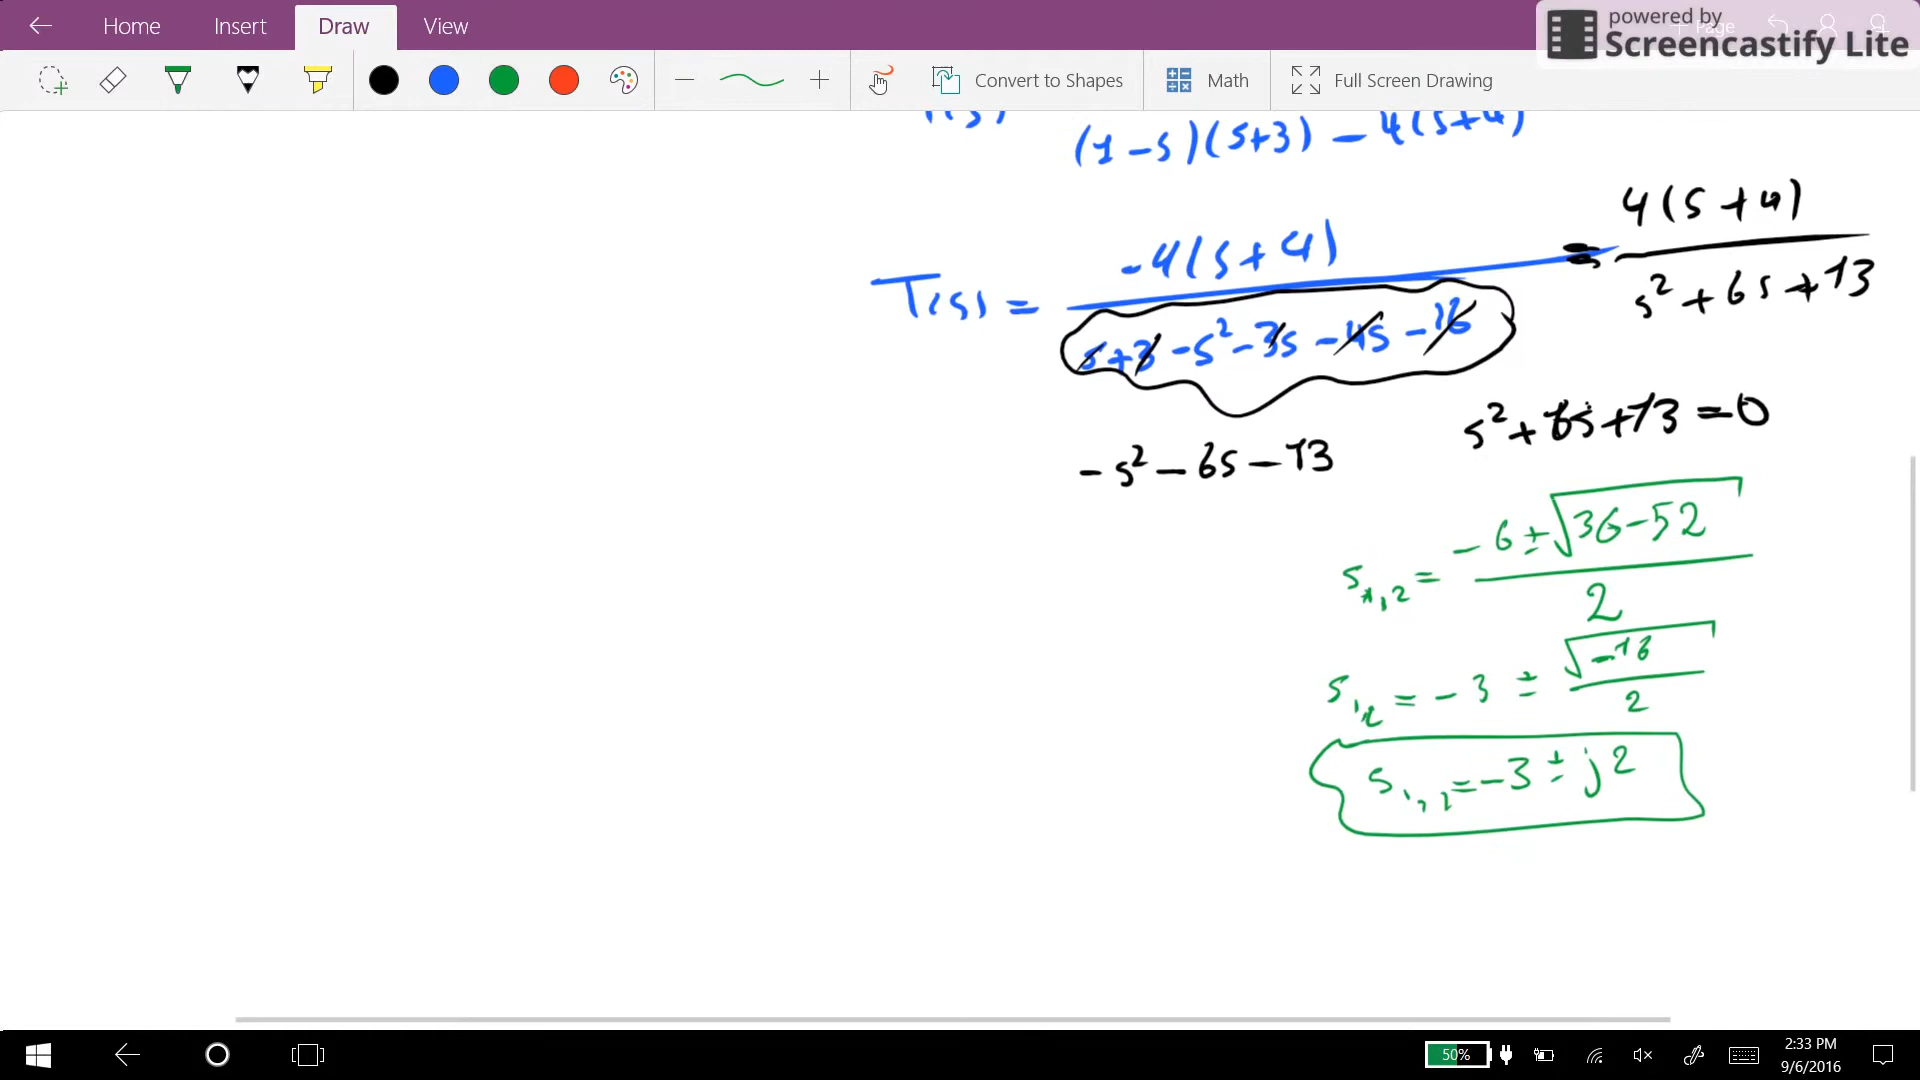 Home Insert Draw View
powered by
Screencastify Lite
Page
Convert to Shapes Math Full Screen Drawing
T(s)
(1-s)(s+3) - 4(s+4)
T(s) = -4(s+4) / (s+3-s²-3s-4s-16) = 4(s+4) / (s²+6s+13)
-s²-6s-13
s²+6s+13=0
s₁,₂ = (-6±√(36-52)) / 2
s₁,₂ = -3 ± √(-16) / 2
s₁,₂ = -3 ± j2
50%
2:33 PM
9/6/2016